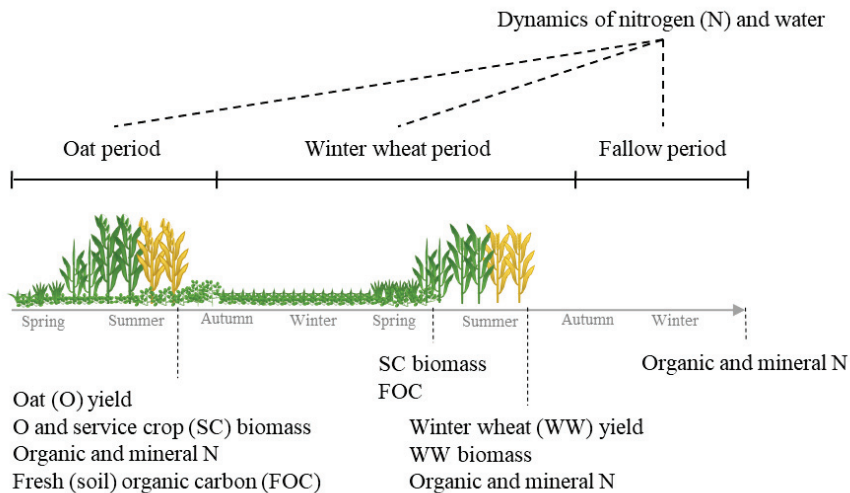 Dynamics of nitrogen (N) and water
Oat period
Winter wheat period
Fallow period
Spring
Summer
Autumn
Winter
Spring
Summer
Autumn
Winter
Oat (O) yield
O and service crop (SC) biomass
Organic and mineral N
Fresh (soil) organic carbon (FOC)
SC biomass
FOC
Winter wheat (WW) yield
WW biomass
Organic and mineral N
Organic and mineral N